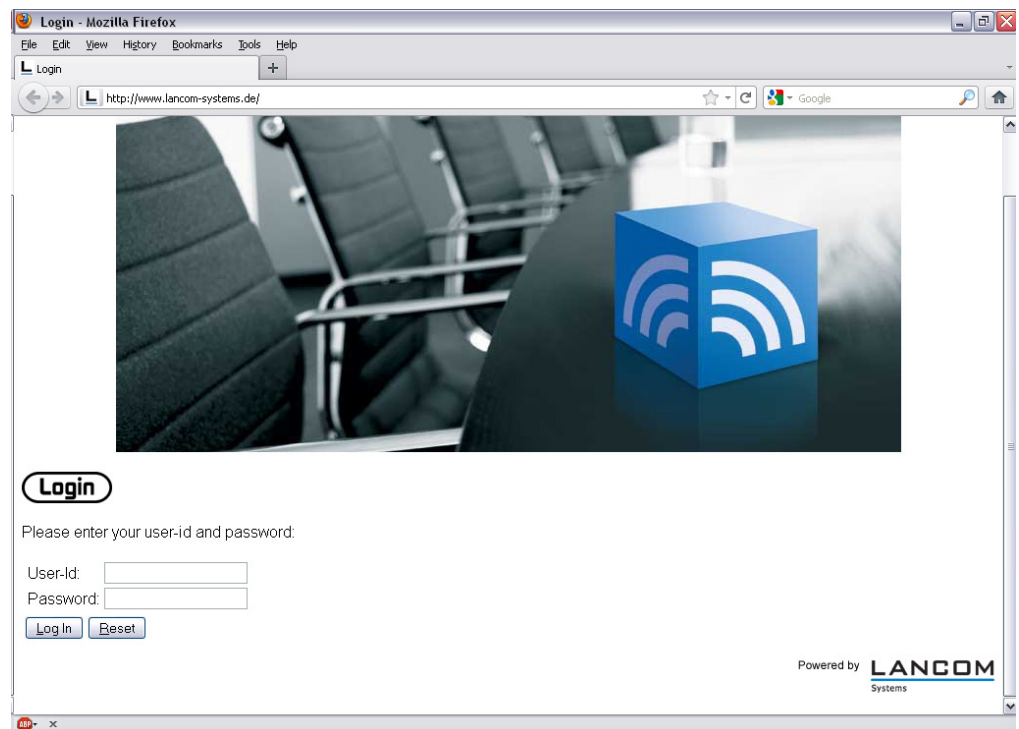 Login - Mozilla Firefox
File Edit View History Bookmarks Tools Help
Login
http://www.lancom-systems.de/ Google
Login
Please enter your user-id and password:
User-Id:
Password:
Log In Reset
Powered by LANCOM
Systems
ABP